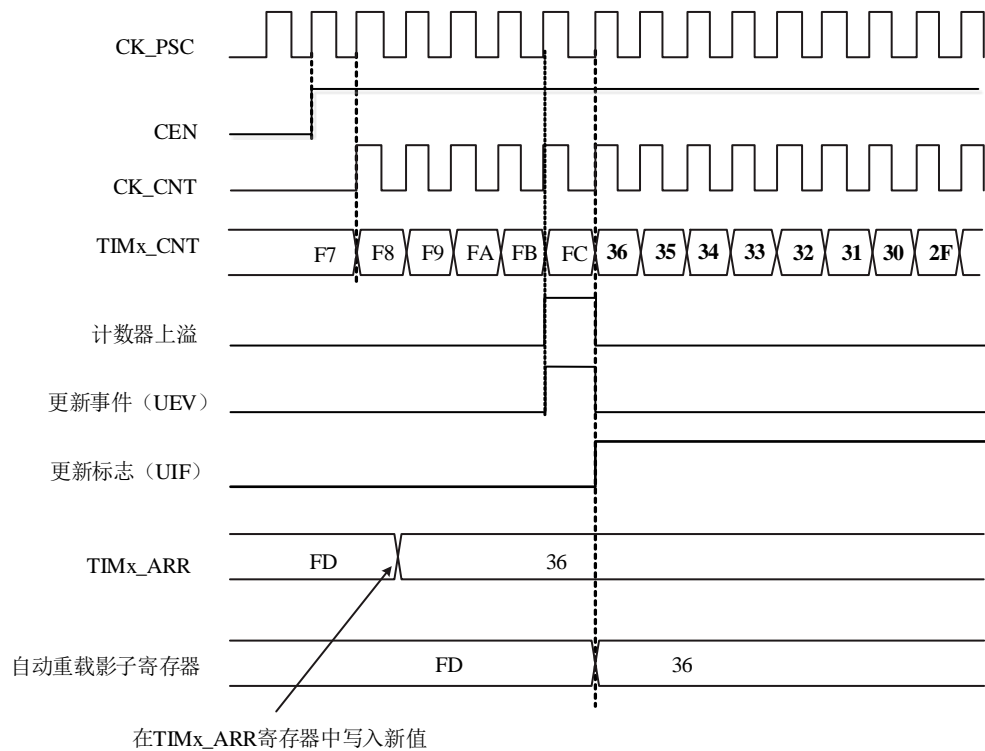 CK_PSC
CEN
CK_CNT
TIMx_CNT F7 F8 F9 FA FB FC 36 35 34 33 32 31 30 2F
计数器上溢
更新事件（UEV）
更新标志（UIF）
TIMx_ARR FD 36
自动重载影子寄存器 FD 36
在TIMx_ARR寄存器中写入新值